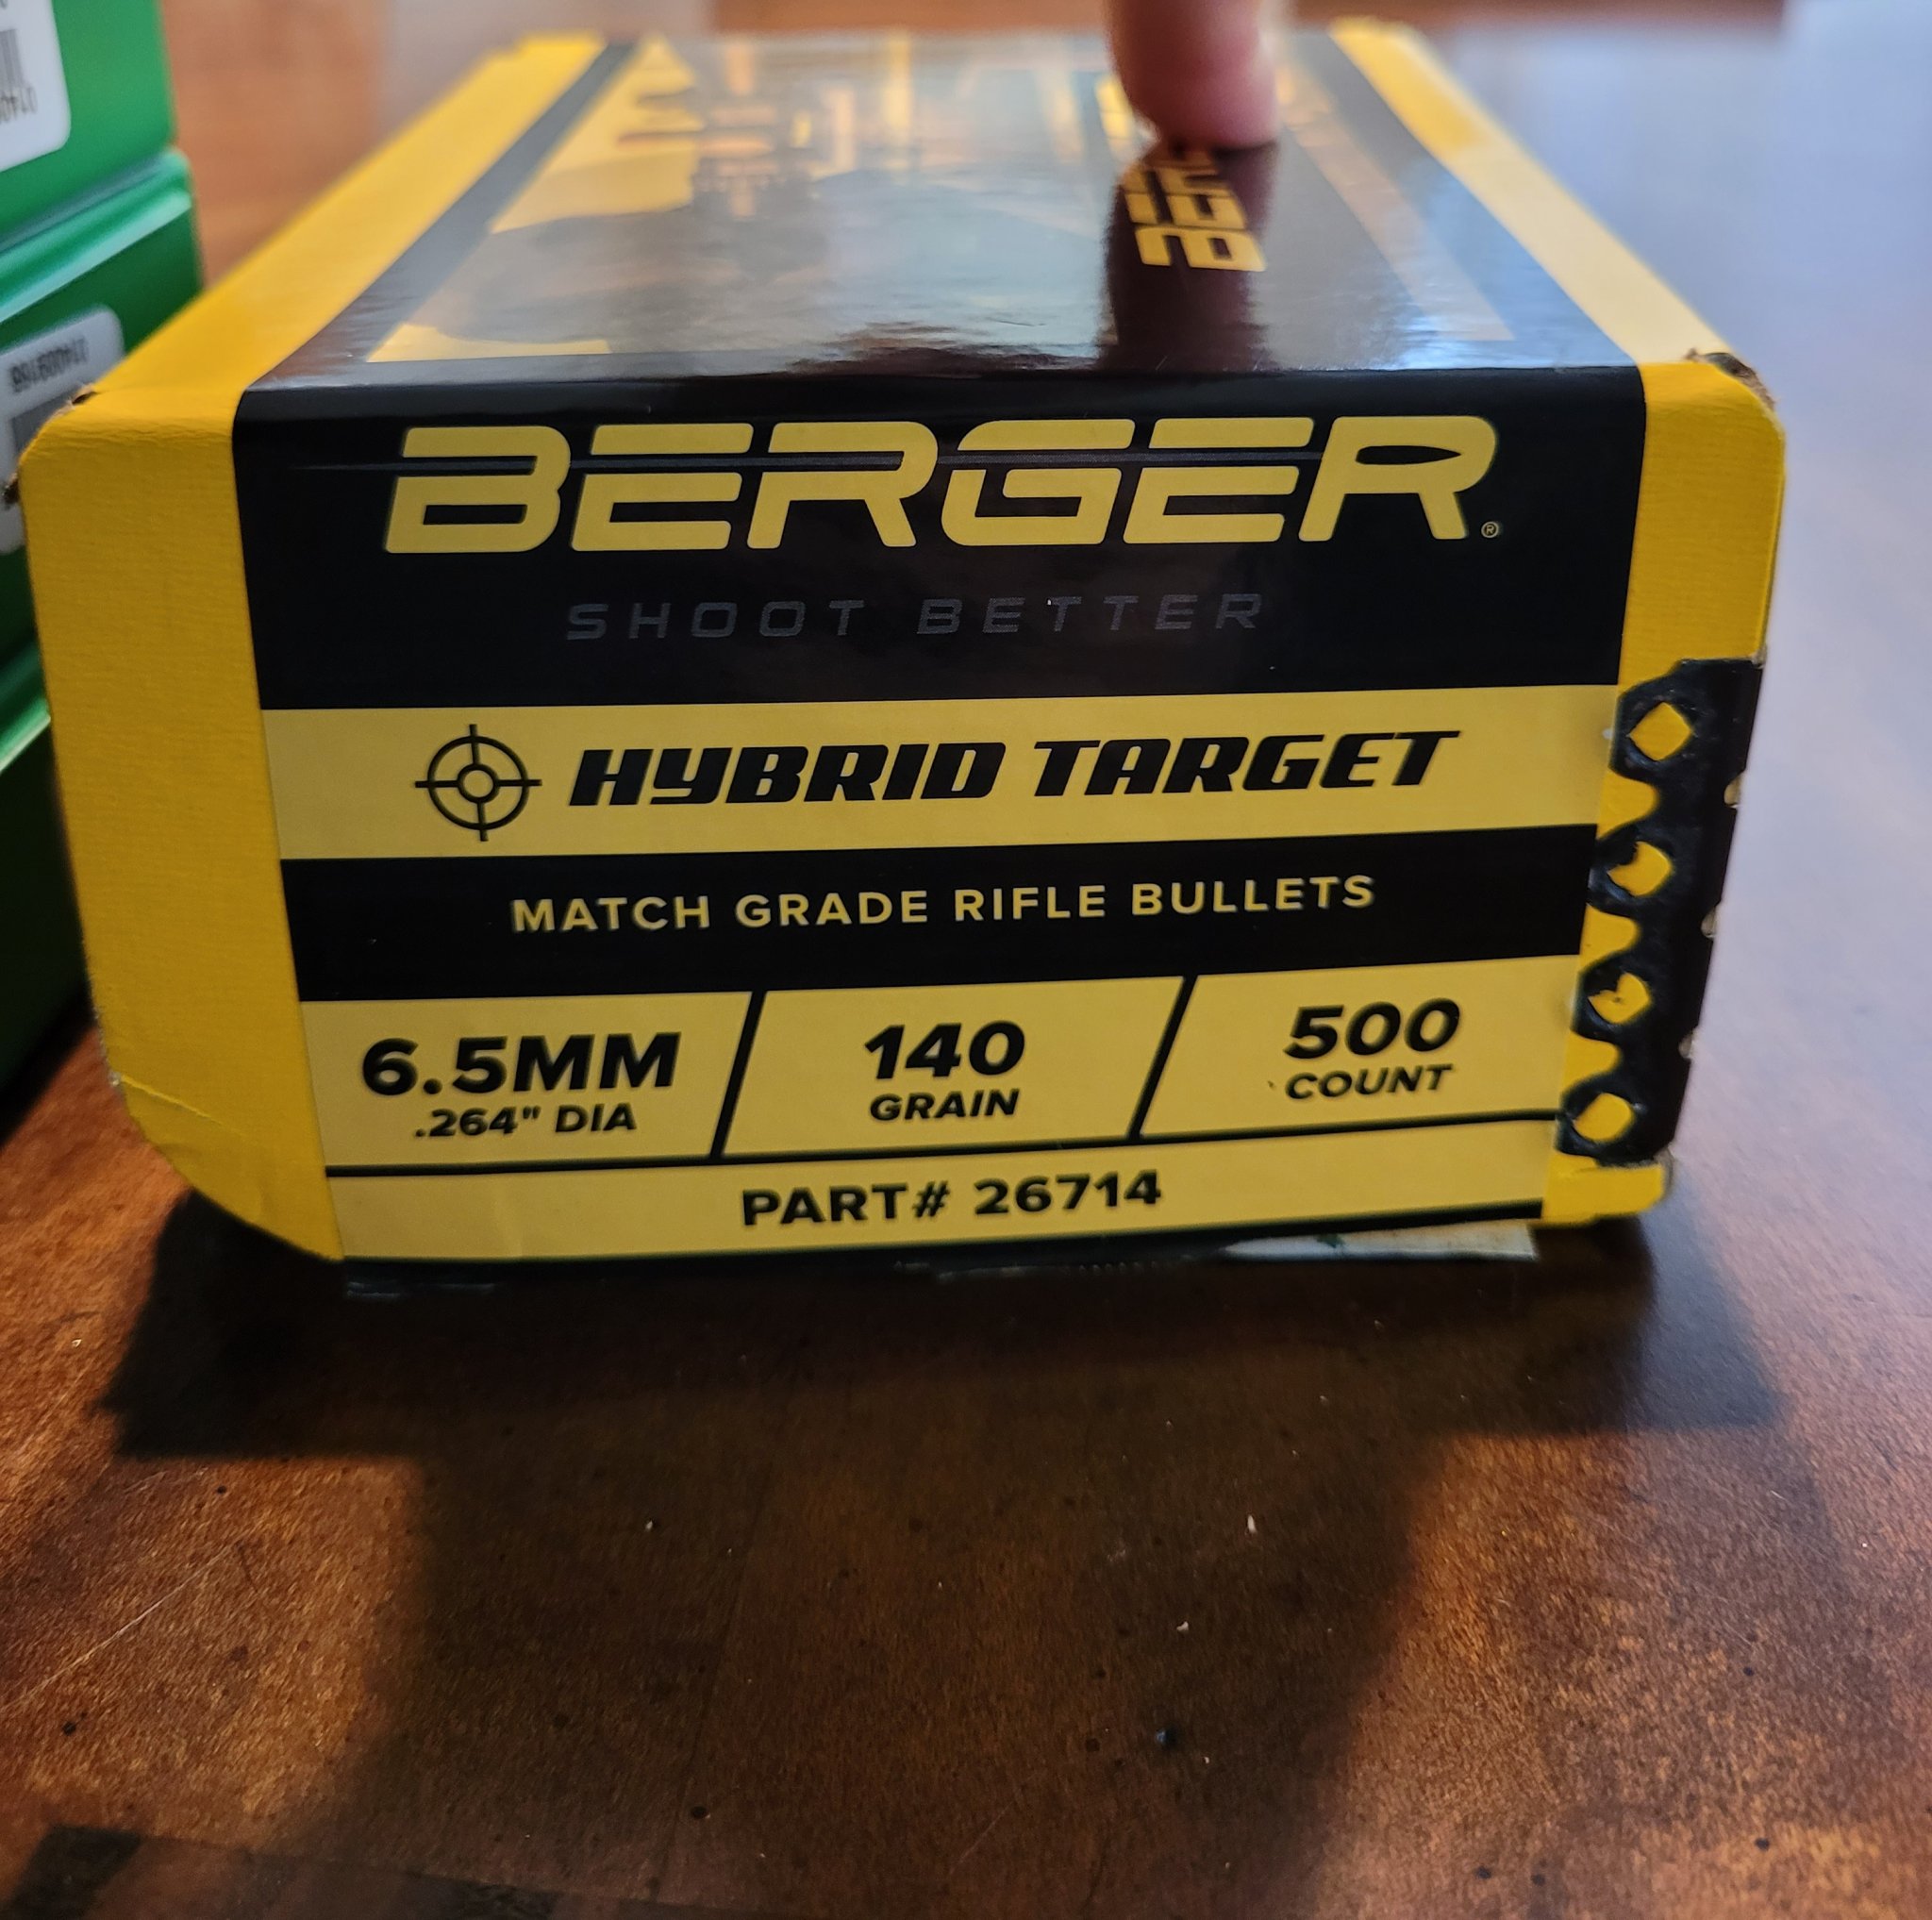 BERGER®
SHOOT BETTER
HYBRID TARGET
MATCH GRADE RIFLE BULLETS
6.5MM
.264" DIA
140
GRAIN
500
COUNT
PART# 26714